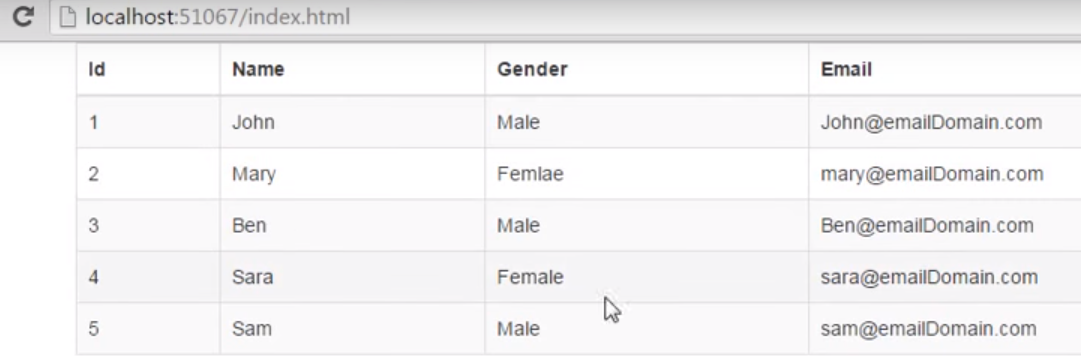 localhost:51067/index.html
Id Name Gender Email
1 John Male John@emailDomain.com
2 Mary Femlae mary@emailDomain.com
3 Ben Male Ben@emailDomain.com
4 Sara Female sara@emailDomain.com
5 Sam Male sam@emailDomain.com